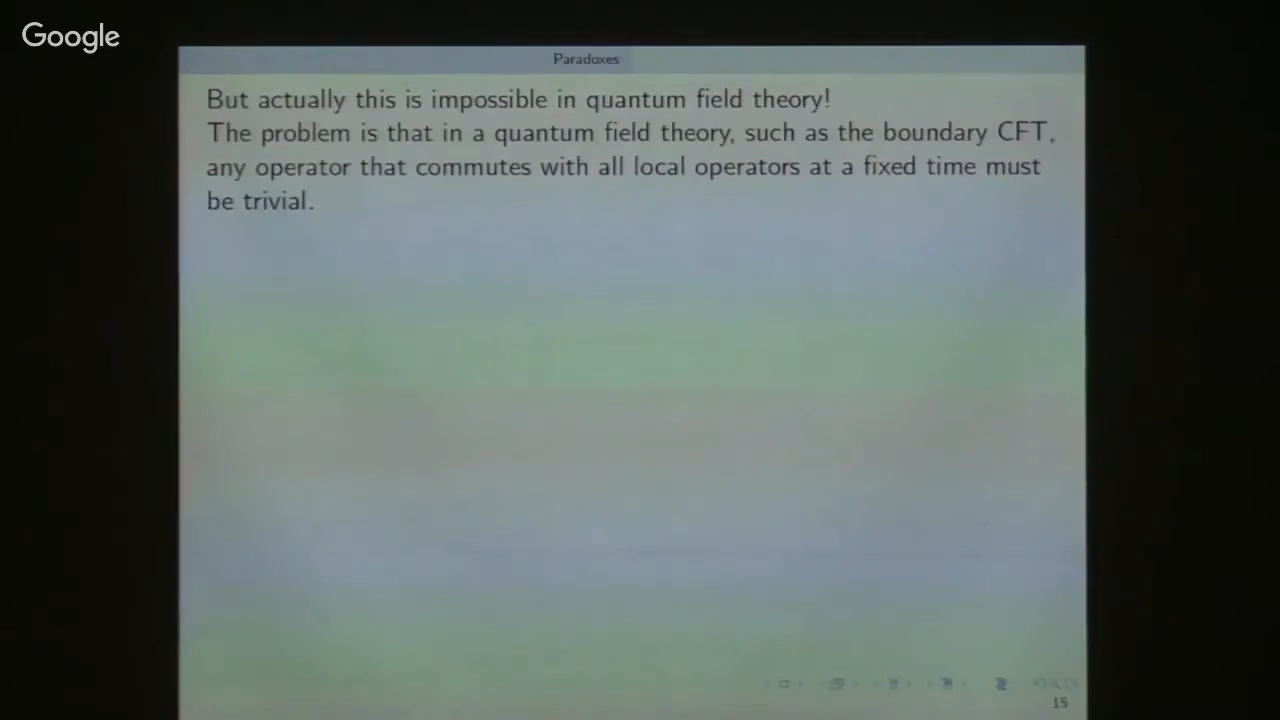 Google
Paradoxes
But actually this is impossible in quantum field theory!
The problem is that in a quantum field theory, such as the boundary CFT,
any operator that commutes with all local operators at a fixed time must
be trivial.
15